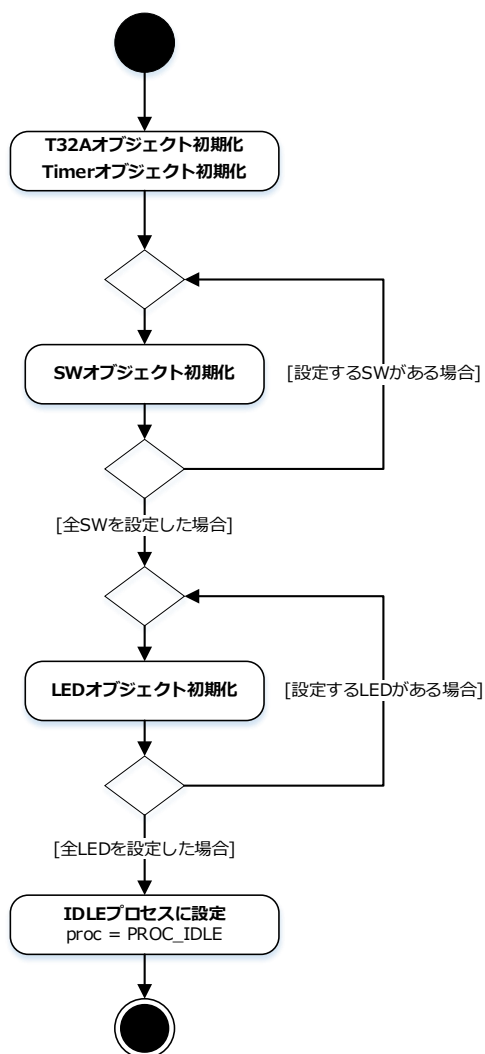 T32Aオブジェクト初期化
Timerオブジェクト初期化
SWオブジェクト初期化
[設定するSWがある場合]
[全SWを設定した場合]
LEDオブジェクト初期化
[設定するLEDがある場合]
[全LEDを設定した場合]
IDLEプロセスに設定
proc = PROC_IDLE